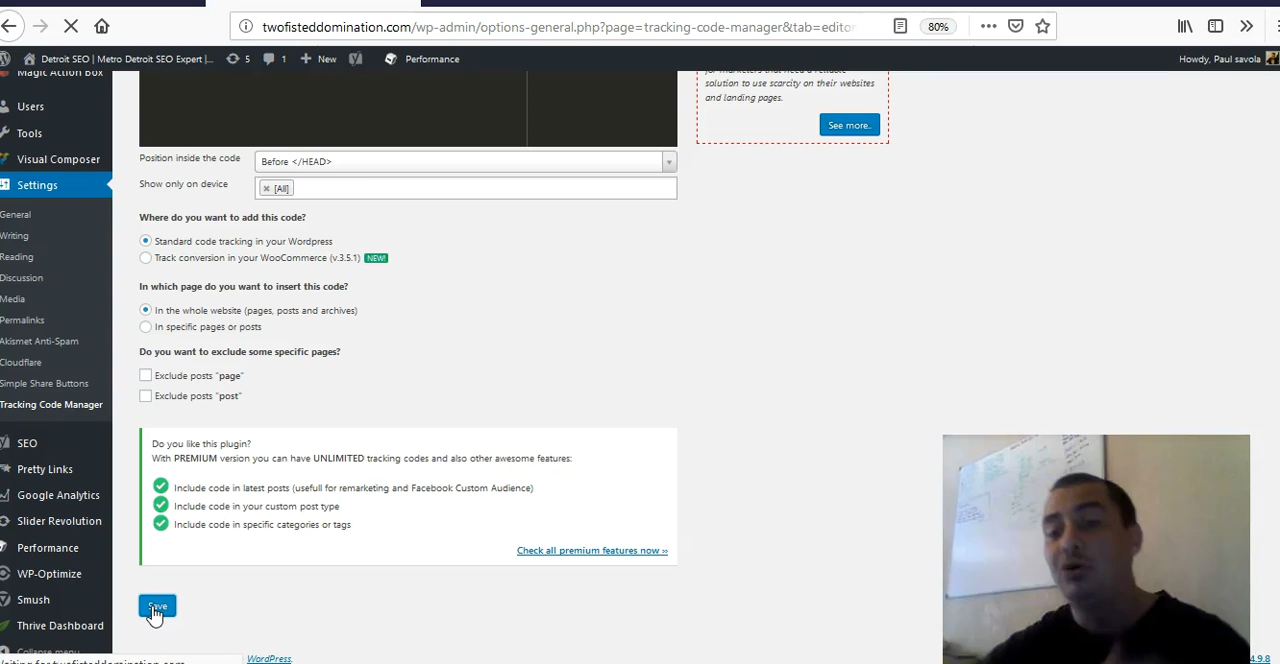 twofisteddomination.com/wp-admin/options-general.php?page=tracking-code-manager&tab=editor
80%
Detroit SEO | Metro Detroit SEO Expert |... 5 1 New Performance Howdy, Paul savola
Magic Action Box
Users
Tools
Visual Composer
Settings
General
Writing
Reading
Discussion
Media
Permalinks
Akismet Anti-Spam
Cloudflare
Simple Share Buttons
Tracking Code Manager
SEO
Pretty Links
Google Analytics
Slider Revolution
Performance
WP-Optimize
Smush
Thrive Dashboard
Collapse menu
for marketers that need a reliable
solution to use scarcity on their websites
and landing pages.
See more..
Position inside the code Before </HEAD>
Show only on device [All]
Where do you want to add this code?
Standard code tracking in your Wordpress
Track conversion in your WooCommerce (v.3.5.1) NEW!
In which page do you want to insert this code?
In the whole website (pages, posts and archives)
In specific pages or posts
Do you want to exclude some specific pages?
Exclude posts "page"
Exclude posts "post"
Do you like this plugin?
With PREMIUM version you can have UNLIMITED tracking codes and also other awesome features:
Include code in latest posts (usefull for remarketing and Facebook Custom Audience)
Include code in your custom post type
Include code in specific categories or tags
Check all premium features now »
Save
WordPress.
4.9.8